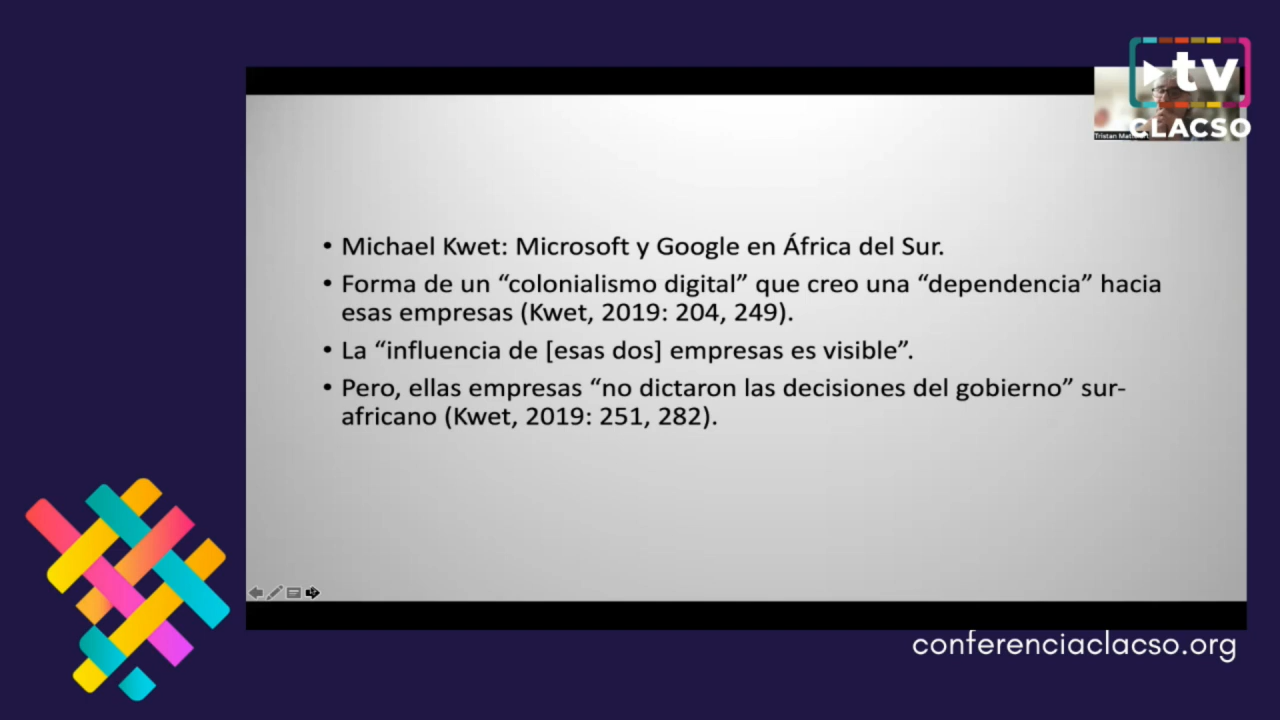 tv
CLACSO
Tristan
• Michael Kwet: Microsoft y Google en África del Sur.
• Forma de un “colonialismo digital” que creo una “dependencia” hacia
esas empresas (Kwet, 2019: 204, 249).
• La “influencia de [esas dos] empresas es visible”.
• Pero, ellas empresas “no dictaron las decisiones del gobierno” sur-
africano (Kwet, 2019: 251, 282).
conferenciaclacso.org